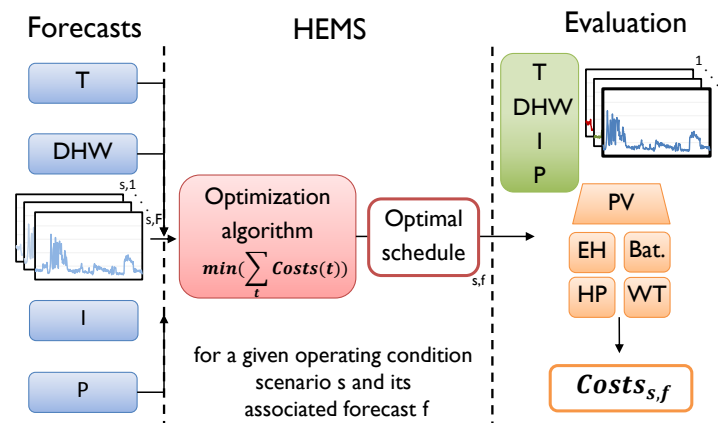 Forecasts
HEMS
Evaluation
T
DHW
s,1
s,F
I
P
Optimization
algorithm
min(∑ Costs(t))
t
Optimal
schedule
s,f
for a given operating condition
scenario s and its
associated forecast f
T
DHW
I
P
1
PV
EH
Bat.
HP
WT
Costs_{s,f}